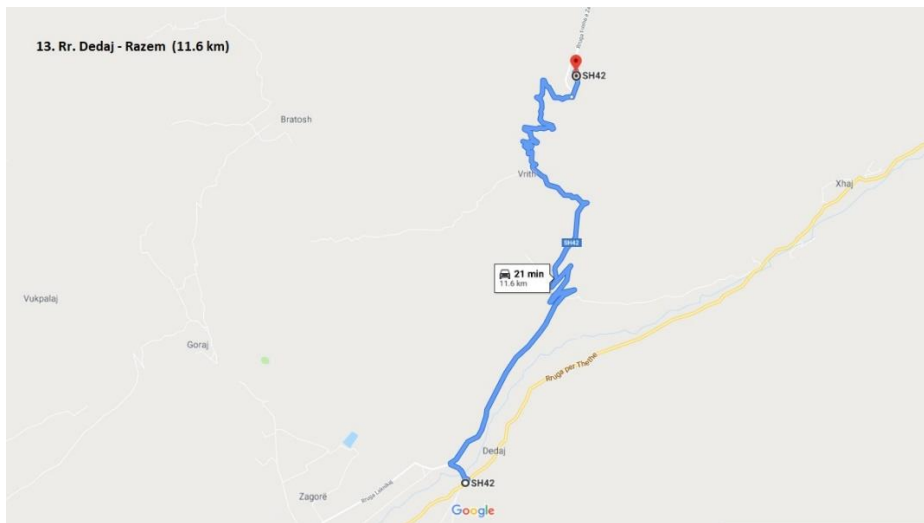 13. Rr. Dedaj - Razem (11.6 km)
SH42
Bratosh
Vrith
Xhaj
SH42
21 min
11.6 km
Vukpalaj
Goraj
Rruga per Thethe
Dedaj
SH42
Zagorë
Google